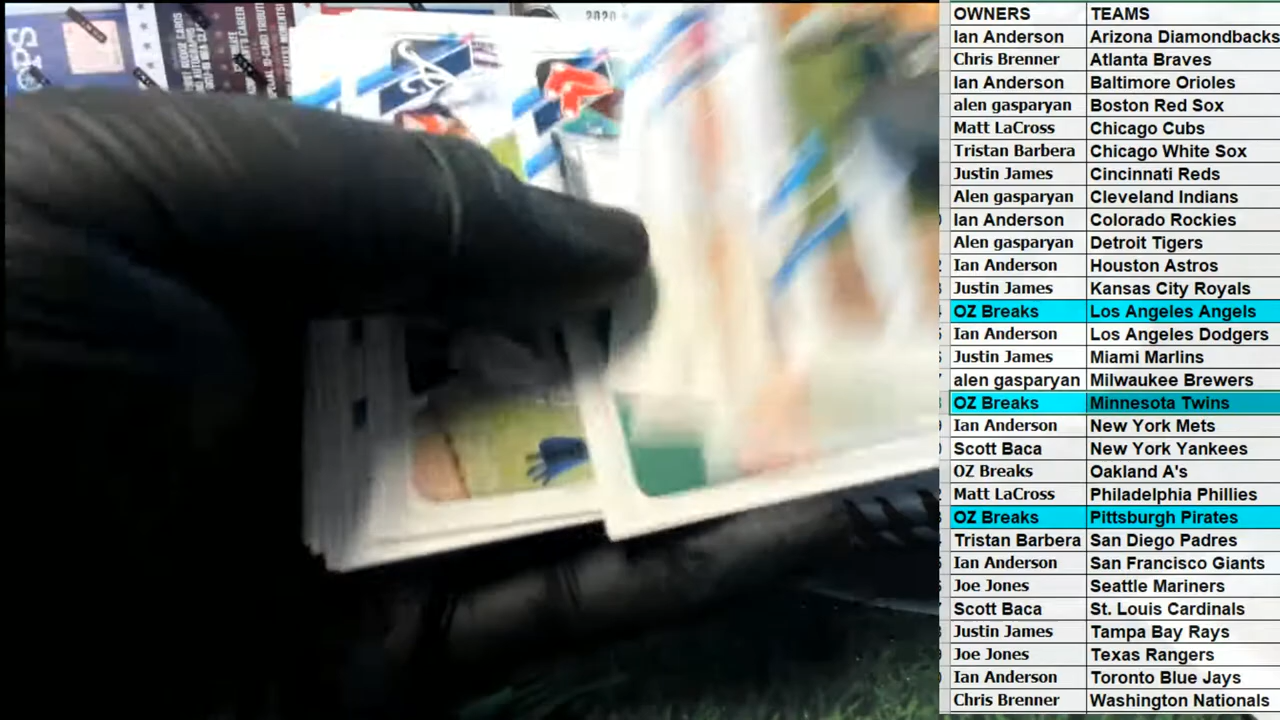 OPS
2020
OWNERS TEAMS
Ian Anderson Arizona Diamondbacks
Chris Brenner Atlanta Braves
Ian Anderson Baltimore Orioles
alen gasparyan Boston Red Sox
Matt LaCross Chicago Cubs
Tristan Barbera Chicago White Sox
Justin James Cincinnati Reds
Alen gasparyan Cleveland Indians
Ian Anderson Colorado Rockies
Alen gasparyan Detroit Tigers
Ian Anderson Houston Astros
Justin James Kansas City Royals
OZ Breaks Los Angeles Angels
Ian Anderson Los Angeles Dodgers
Justin James Miami Marlins
alen gasparyan Milwaukee Brewers
OZ Breaks Minnesota Twins
Ian Anderson New York Mets
Scott Baca New York Yankees
OZ Breaks Oakland A's
Matt LaCross Philadelphia Phillies
OZ Breaks Pittsburgh Pirates
Tristan Barbera San Diego Padres
Ian Anderson San Francisco Giants
Joe Jones Seattle Mariners
Scott Baca St. Louis Cardinals
Justin James Tampa Bay Rays
Joe Jones Texas Rangers
Ian Anderson Toronto Blue Jays
Chris Brenner Washington Nationals